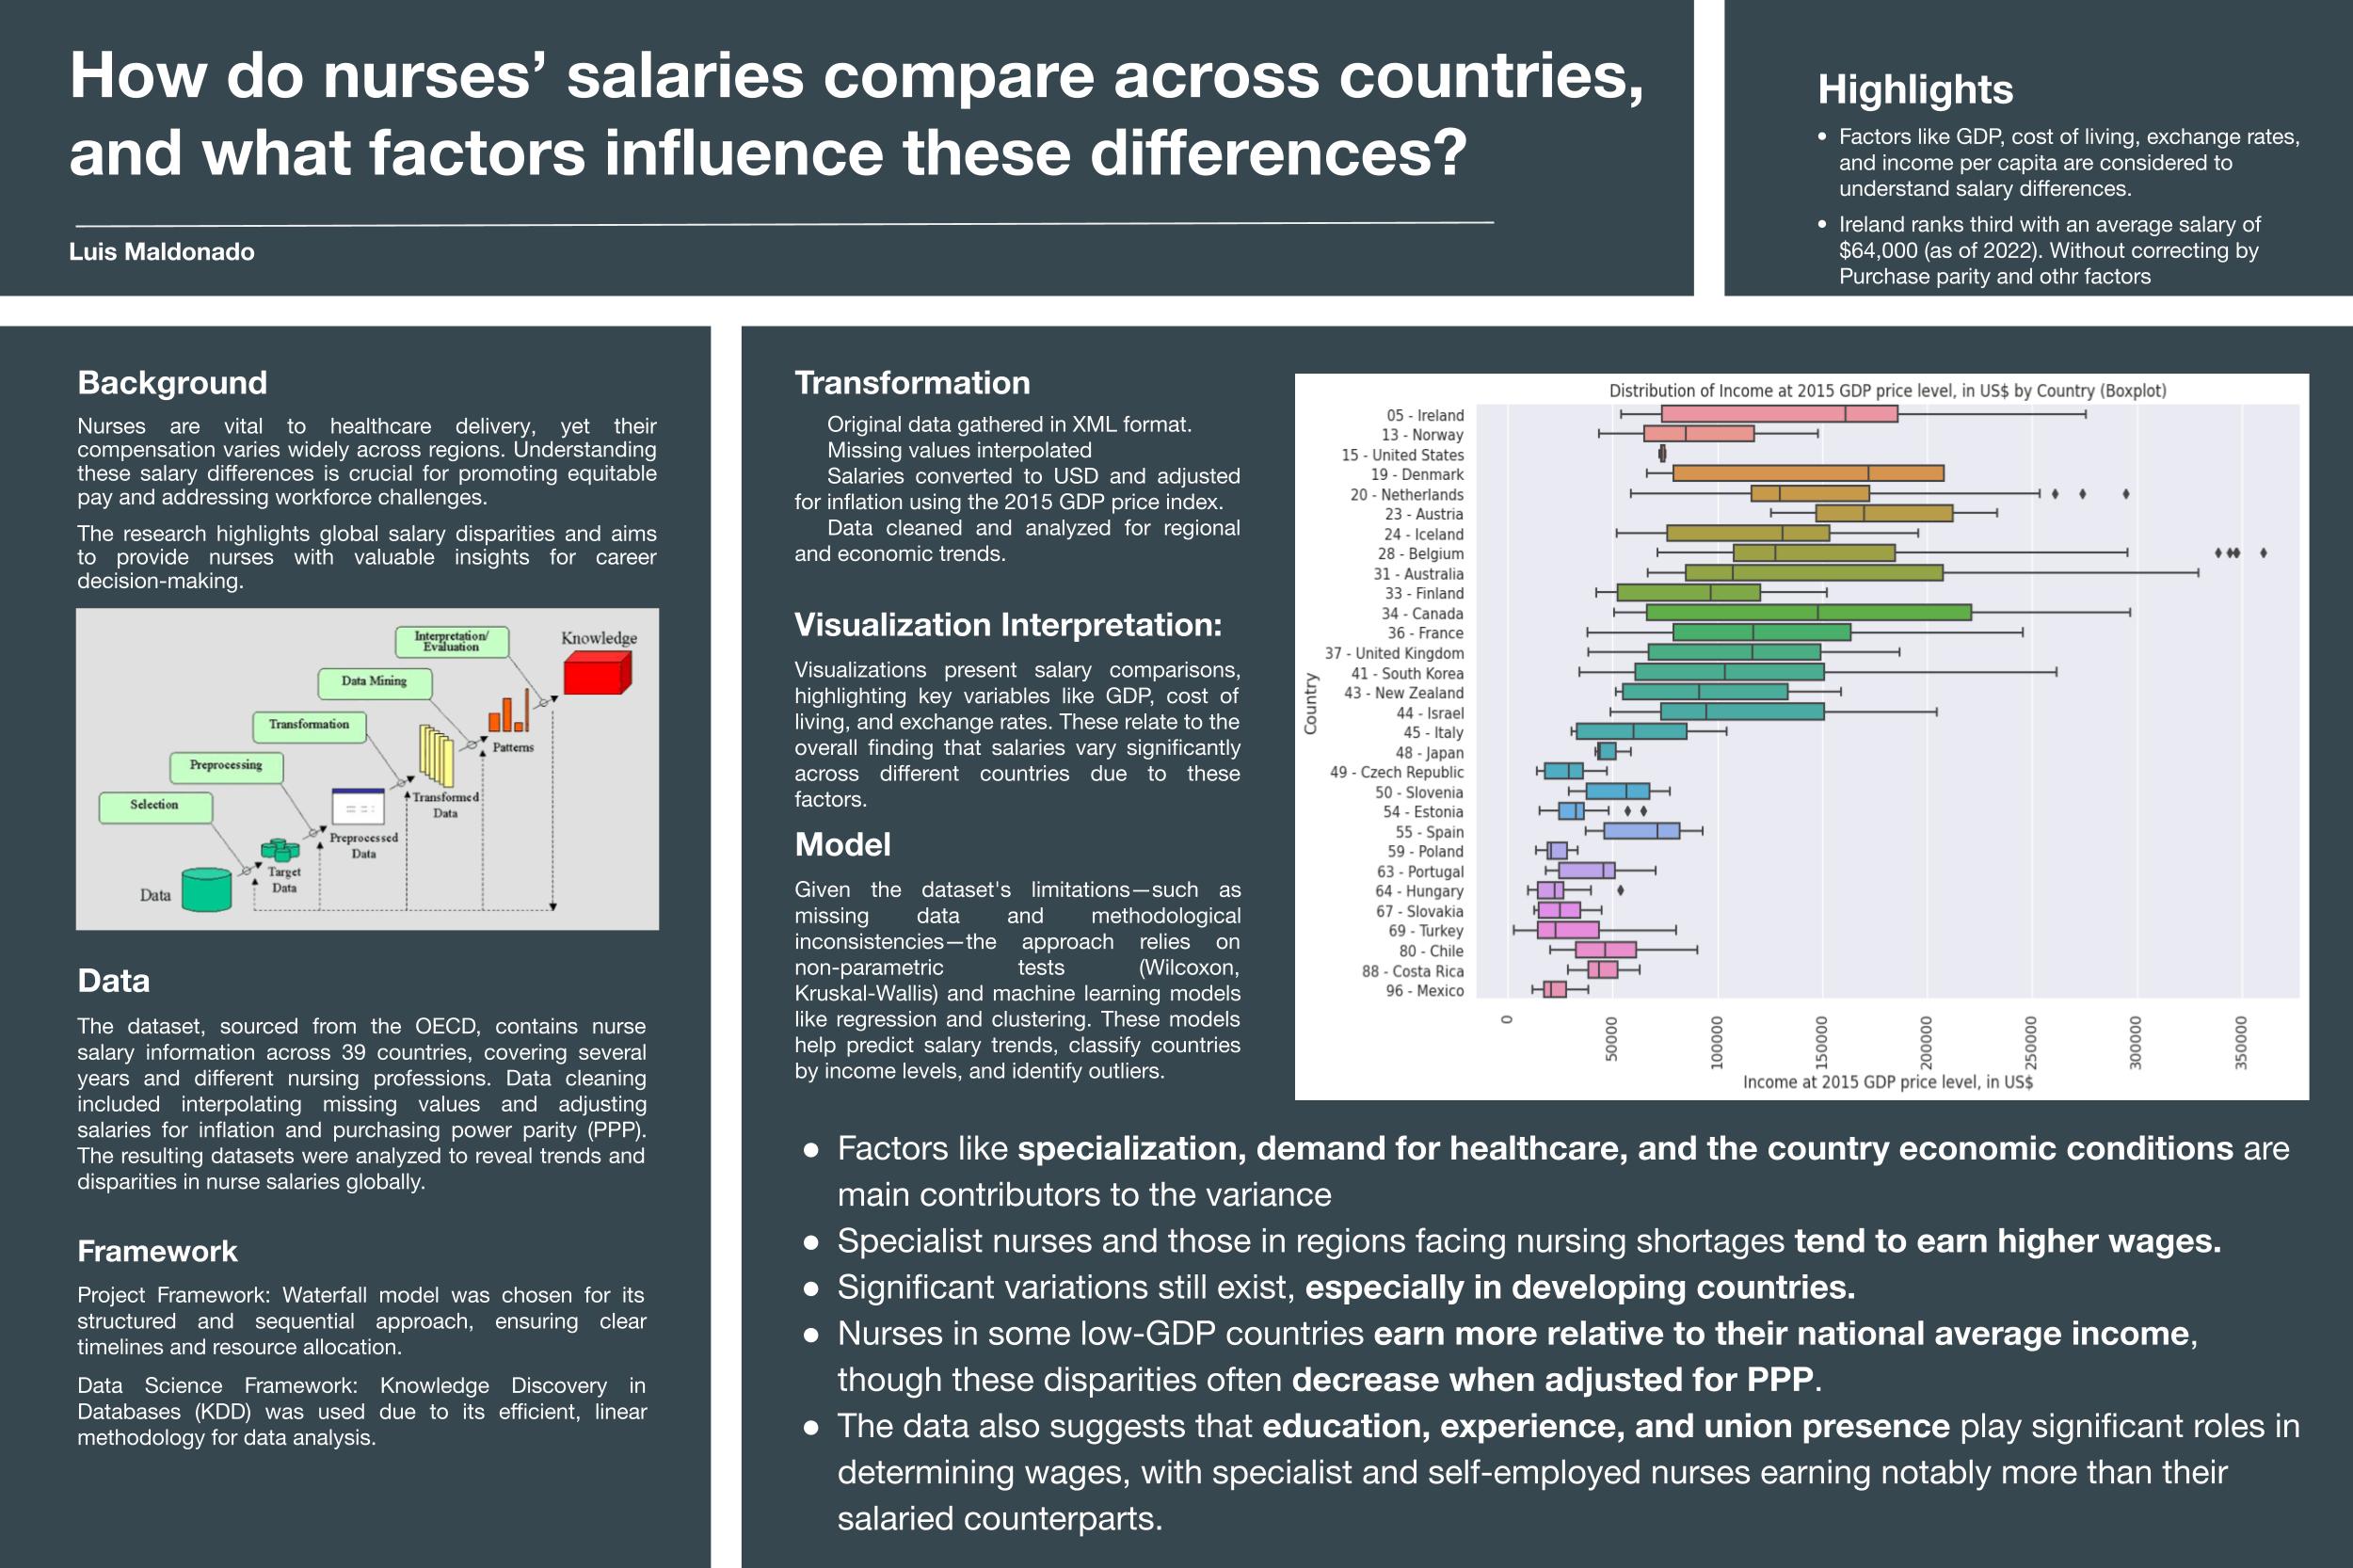 How do nurses’ salaries compare across countries,
and what factors influence these differences?
Luis Maldonado
Highlights
• Factors like GDP, cost of living, exchange rates,
and income per capita are considered to
understand salary differences.
• Ireland ranks third with an average salary of
$64,000 (as of 2022). Without correcting by
Purchase parity and othr factors
Background
Nurses are vital to healthcare delivery, yet their
compensation varies widely across regions. Understanding
these salary differences is crucial for promoting equitable
pay and addressing workforce challenges.
The research highlights global salary disparities and aims
to provide nurses with valuable insights for career
decision-making.
Interpretation/
Evaluation
Knowledge
Data Mining
Transformation
Patterns
Preprocessing
Transformed
Data
Selection
Preprocessed
Data
Target
Data
Data
Data
The dataset, sourced from the OECD, contains nurse
salary information across 39 countries, covering several
years and different nursing professions. Data cleaning
included interpolating missing values and adjusting
salaries for inflation and purchasing power parity (PPP).
The resulting datasets were analyzed to reveal trends and
disparities in nurse salaries globally.
Framework
Project Framework: Waterfall model was chosen for its
structured and sequential approach, ensuring clear
timelines and resource allocation.
Data Science Framework: Knowledge Discovery in
Databases (KDD) was used due to its efficient, linear
methodology for data analysis.
Transformation
Original data gathered in XML format.
Missing values interpolated
Salaries converted to USD and adjusted
for inflation using the 2015 GDP price index.
Data cleaned and analyzed for regional
and economic trends.
Visualization Interpretation:
Visualizations present salary comparisons,
highlighting key variables like GDP, cost of
living, and exchange rates. These relate to the
overall finding that salaries vary significantly
across different countries due to these
factors.
Model
Given the dataset's limitations—such as
missing data and methodological
inconsistencies—the approach relies on
non-parametric tests (Wilcoxon,
Kruskal-Wallis) and machine learning models
like regression and clustering. These models
help predict salary trends, classify countries
by income levels, and identify outliers.
Distribution of Income at 2015 GDP price level, in US$ by Country (Boxplot)
Country
05 - Ireland
13 - Norway
15 - United States
19 - Denmark
20 - Netherlands
23 - Austria
24 - Iceland
28 - Belgium
31 - Australia
33 - Finland
34 - Canada
36 - France
37 - United Kingdom
41 - South Korea
43 - New Zealand
44 - Israel
45 - Italy
48 - Japan
49 - Czech Republic
50 - Slovenia
54 - Estonia
55 - Spain
59 - Poland
63 - Portugal
64 - Hungary
67 - Slovakia
69 - Turkey
80 - Chile
88 - Costa Rica
96 - Mexico
0
50000
100000
150000
200000
250000
300000
350000
Income at 2015 GDP price level, in US$
● Factors like specialization, demand for healthcare, and the country economic conditions are
main contributors to the variance
● Specialist nurses and those in regions facing nursing shortages tend to earn higher wages.
● Significant variations still exist, especially in developing countries.
● Nurses in some low-GDP countries earn more relative to their national average income,
though these disparities often decrease when adjusted for PPP.
● The data also suggests that education, experience, and union presence play significant roles in
determining wages, with specialist and self-employed nurses earning notably more than their
salaried counterparts.